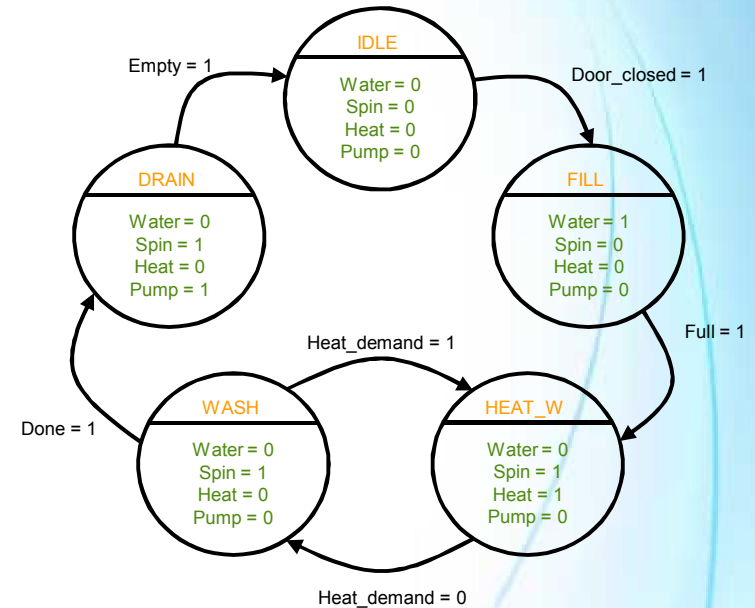 IDLE
Water = 0
Spin = 0
Heat = 0
Pump = 0
Empty = 1
Door_closed = 1
DRAIN
Water = 0
Spin = 1
Heat = 0
Pump = 1
FILL
Water = 1
Spin = 0
Heat = 0
Pump = 0
Full = 1
Heat_demand = 1
Done = 1
WASH
Water = 0
Spin = 1
Heat = 0
Pump = 0
HEAT_W
Water = 0
Spin = 1
Heat = 1
Pump = 0
Heat_demand = 0